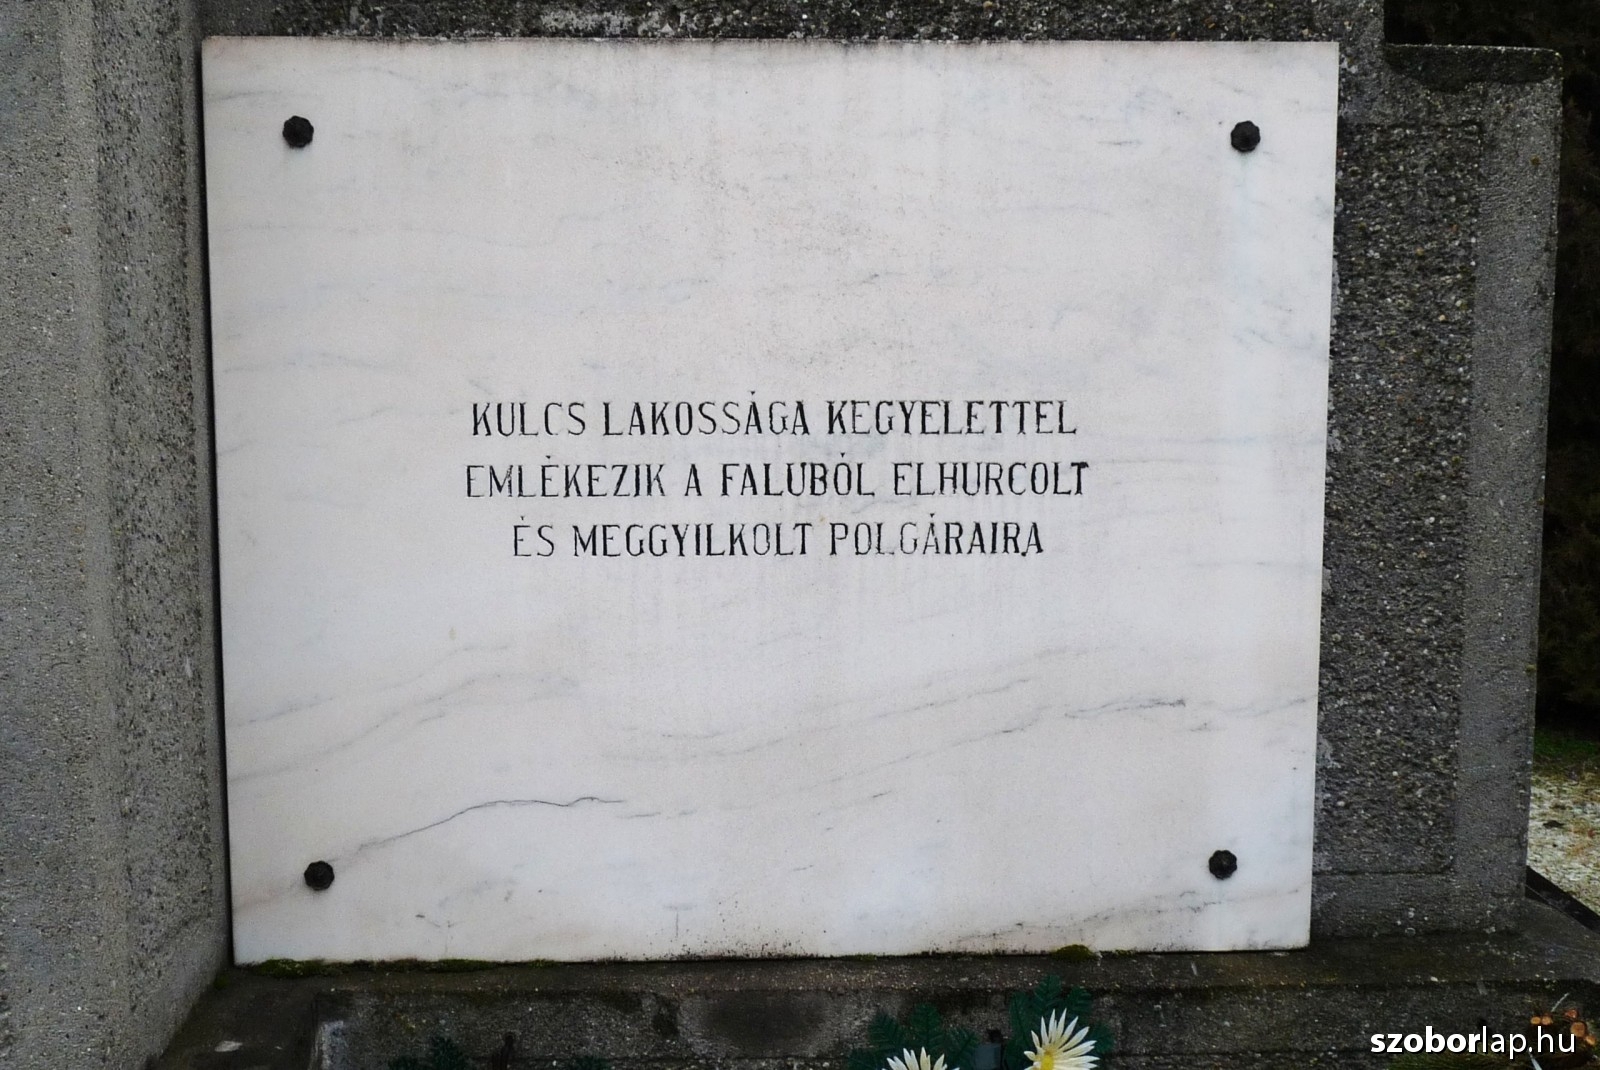 KULCS LAKOSSÁGA KEGYELETTEL
EMLÉKEZIK A FALUBÓL ELHURCOLT
ÉS MEGGYILKOLT POLGÁRAIRA
szoborlap.hu